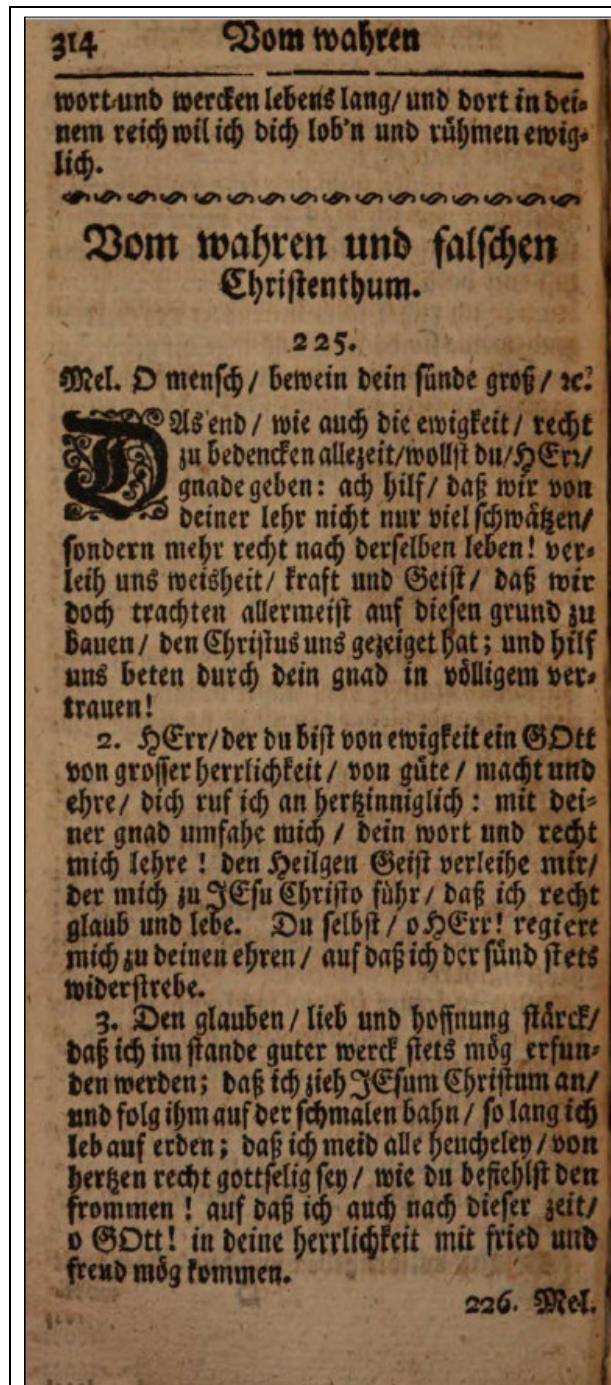 314 Vom wahren
wort und wercken lebens lang/ und dort in dei-
nem reich wil ich dich lob'n und rühmen ewig-
lich.
Vom wahren und falschen
Christenthum.
225.
Mel. O mensch/ bewein dein sünde groß/ ꝛc.
DAs end/ wie auch die ewigkeit/ recht
zu bedencken allezeit/wollst du/HErr/
gnade geben: ach hilf/ daß wir von
deiner lehr nicht nur viel schwätzen/
sondern mehr recht nach derselben leben! ver-
leih uns weisheit/ kraft und Geist/ daß wir
doch trachten allermeist auf diesen grund zu
bauen/ den Christus uns gezeiget hat; und hilf
uns beten durch dein gnad in völligem ver-
trauen!
2. HErr/der du bist von ewigkeit ein GOtt
von grosser herrlichkeit/ von güte/ macht und
ehre/ dich ruf ich an hertzinniglich: mit dei-
ner gnad umfahe mich/ dein wort und recht
mich lehre! den Heilgen Geist verleihe mir/
der mich zu JEsu Christo führ/ daß ich recht
glaub und lebe. Du selbst/ o HErr! regiere
mich zu deinen ehren/ auf daß ich der sünd stets
widerstrebe.
3. Den glauben/ lieb und hoffnung stärck/
daß ich im stande guter werck stets mög erfun-
den werden; daß ich zieh JEsum Christum an/
und folg ihm auf der schmalen bahn/ so lang ich
leb auf erden; daß ich meid alle heucheley/ von
hertzen recht gottselig sey/ wie du befiehlst den
frommen! auf daß ich auch nach dieser zeit/
o GOtt! in deine herrlichkeit mit fried und
freud mög kommen.
226. Mel.